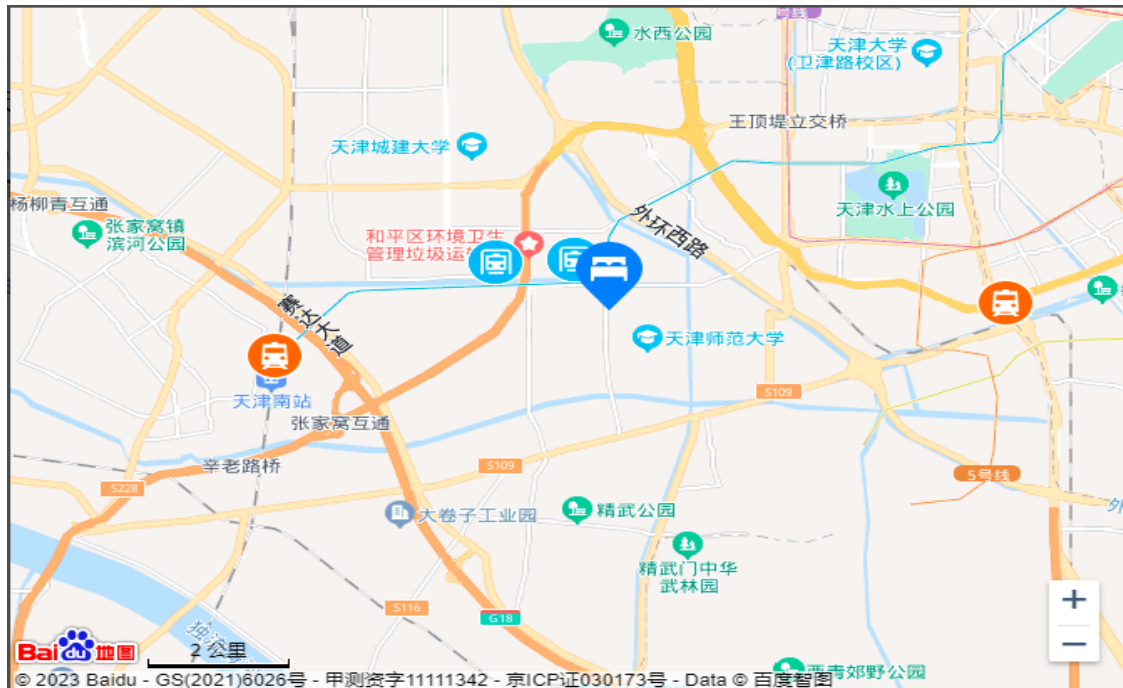 水西公园
天津大学
(卫津路校区)
号线
王顶堤立交桥
天津城建大学
杨柳青互通
张家窝镇
滨河公园
天津水上公园
外环西路
和平区环境卫生
管理垃圾运
赛达大道
天津师范大学
天津南站
S109
张家窝互通
辛老路桥
S109
5号线
S228
大卷子工业园
精武公园
外
精武门中华
武林园
S116
G18
+
−
Bai du 地图
2 公里
西青郊野公园
© 2023 Baidu - GS(2021)6026号 - 甲测资字11111342 - 京ICP证030173号 - Data © 百度智图